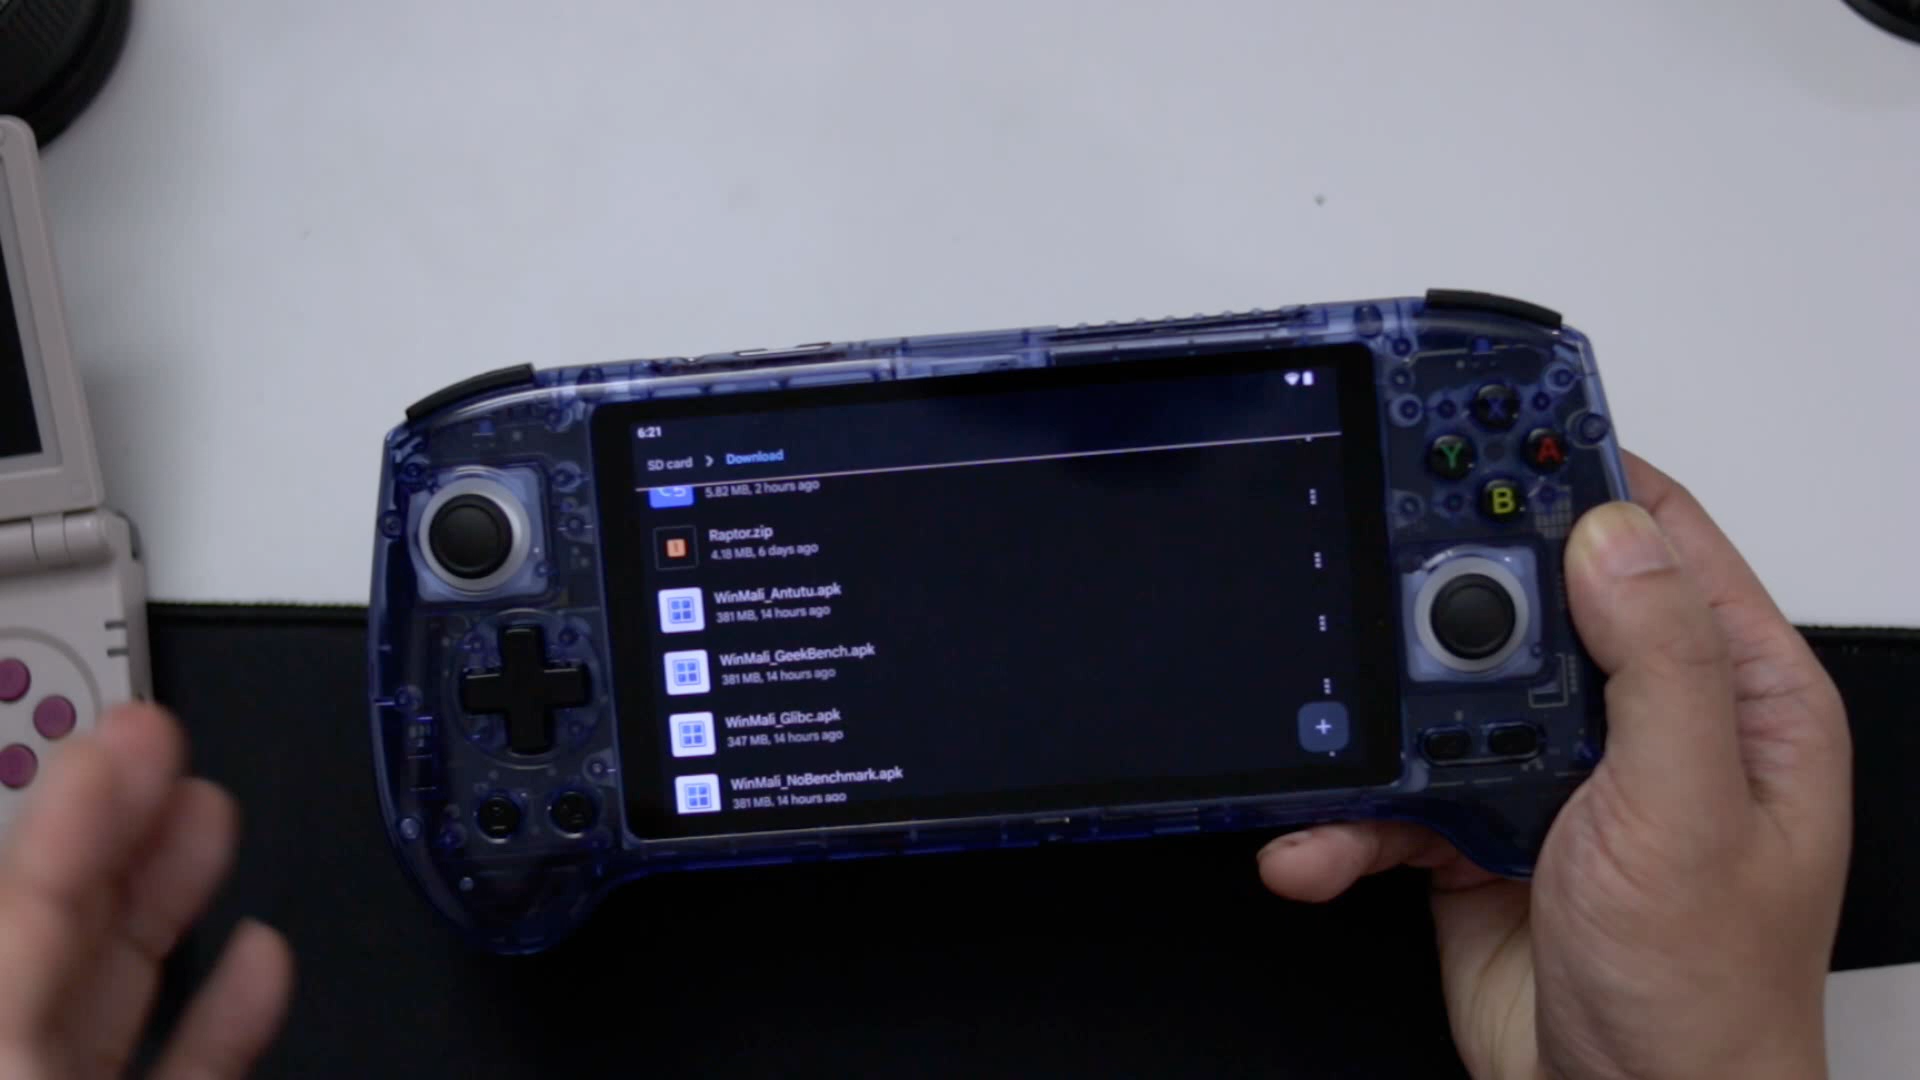 6:21
SD card > Download
5.82 MB, 2 hours ago
Raptor.zip
4.18 MB, 6 days ago
WinMali_Antutu.apk
381 MB, 14 hours ago
WinMali_GeekBench.apk
381 MB, 14 hours ago
WinMali_Glibc.apk
347 MB, 14 hours ago
WinMali_NoBenchmark.apk
381 MB, 14 hours ago
X
Y
A
B